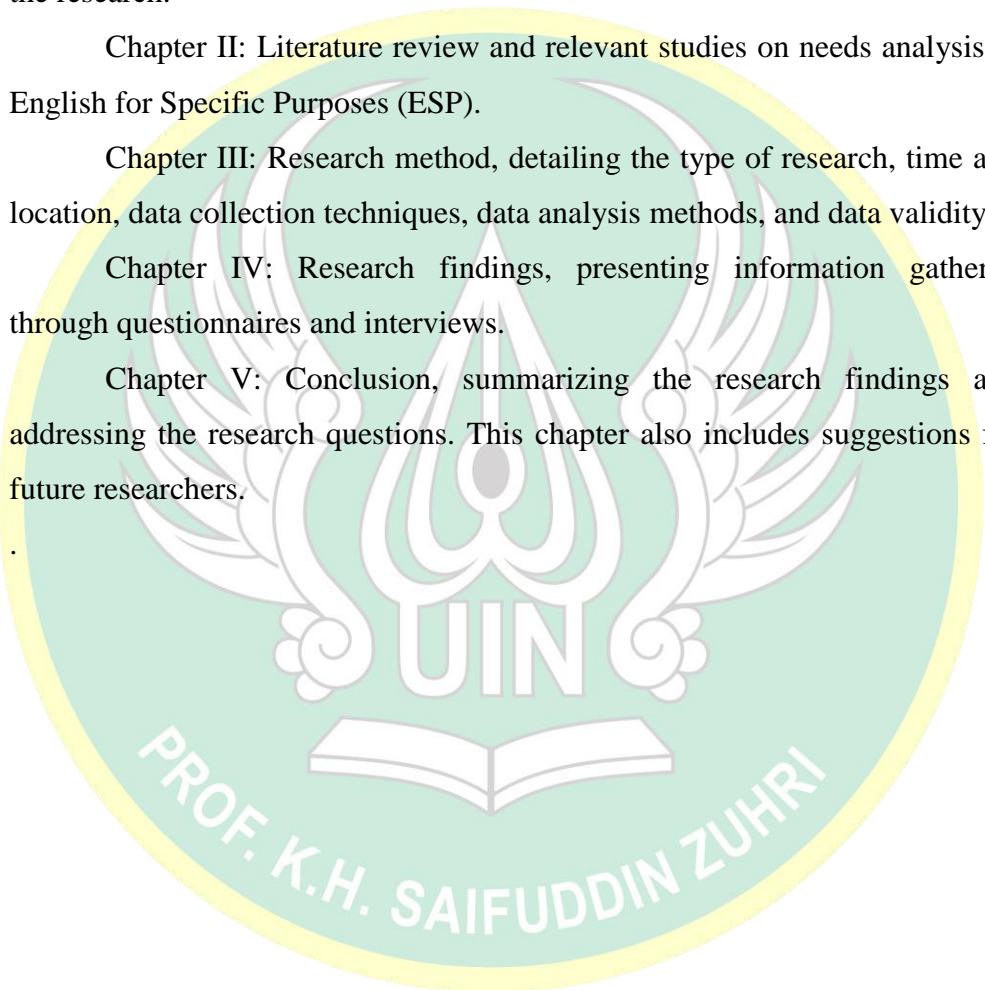 the research.
Chapter II: Literature review and relevant studies on needs analysis
English for Specific Purposes (ESP).
Chapter III: Research method, detailing the type of research, time a
location, data collection techniques, data analysis methods, and data validity
Chapter IV: Research findings, presenting information gather
through questionnaires and interviews.
Chapter V: Conclusion, summarizing the research findings a
addressing the research questions. This chapter also includes suggestions
future researchers.
.
UIN
PROF. K.H. SAIFUDDIN ZUHRI